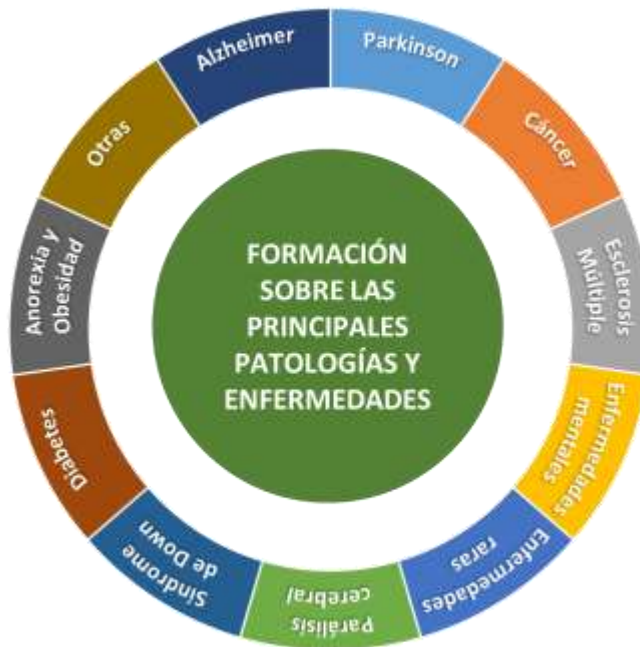 FORMACIÓN
SOBRE LAS
PRINCIPALES
PATOLOGÍAS Y
ENFERMEDADES
Alzheimer
Parkinson
Cáncer
Esclerosis
Múltiple
Enfermedades
mentales
Enfermedades
raras
Parálisis
cerebral
Síndrome
de Down
Diabetas
Anorexia y
Obesidad
Otras